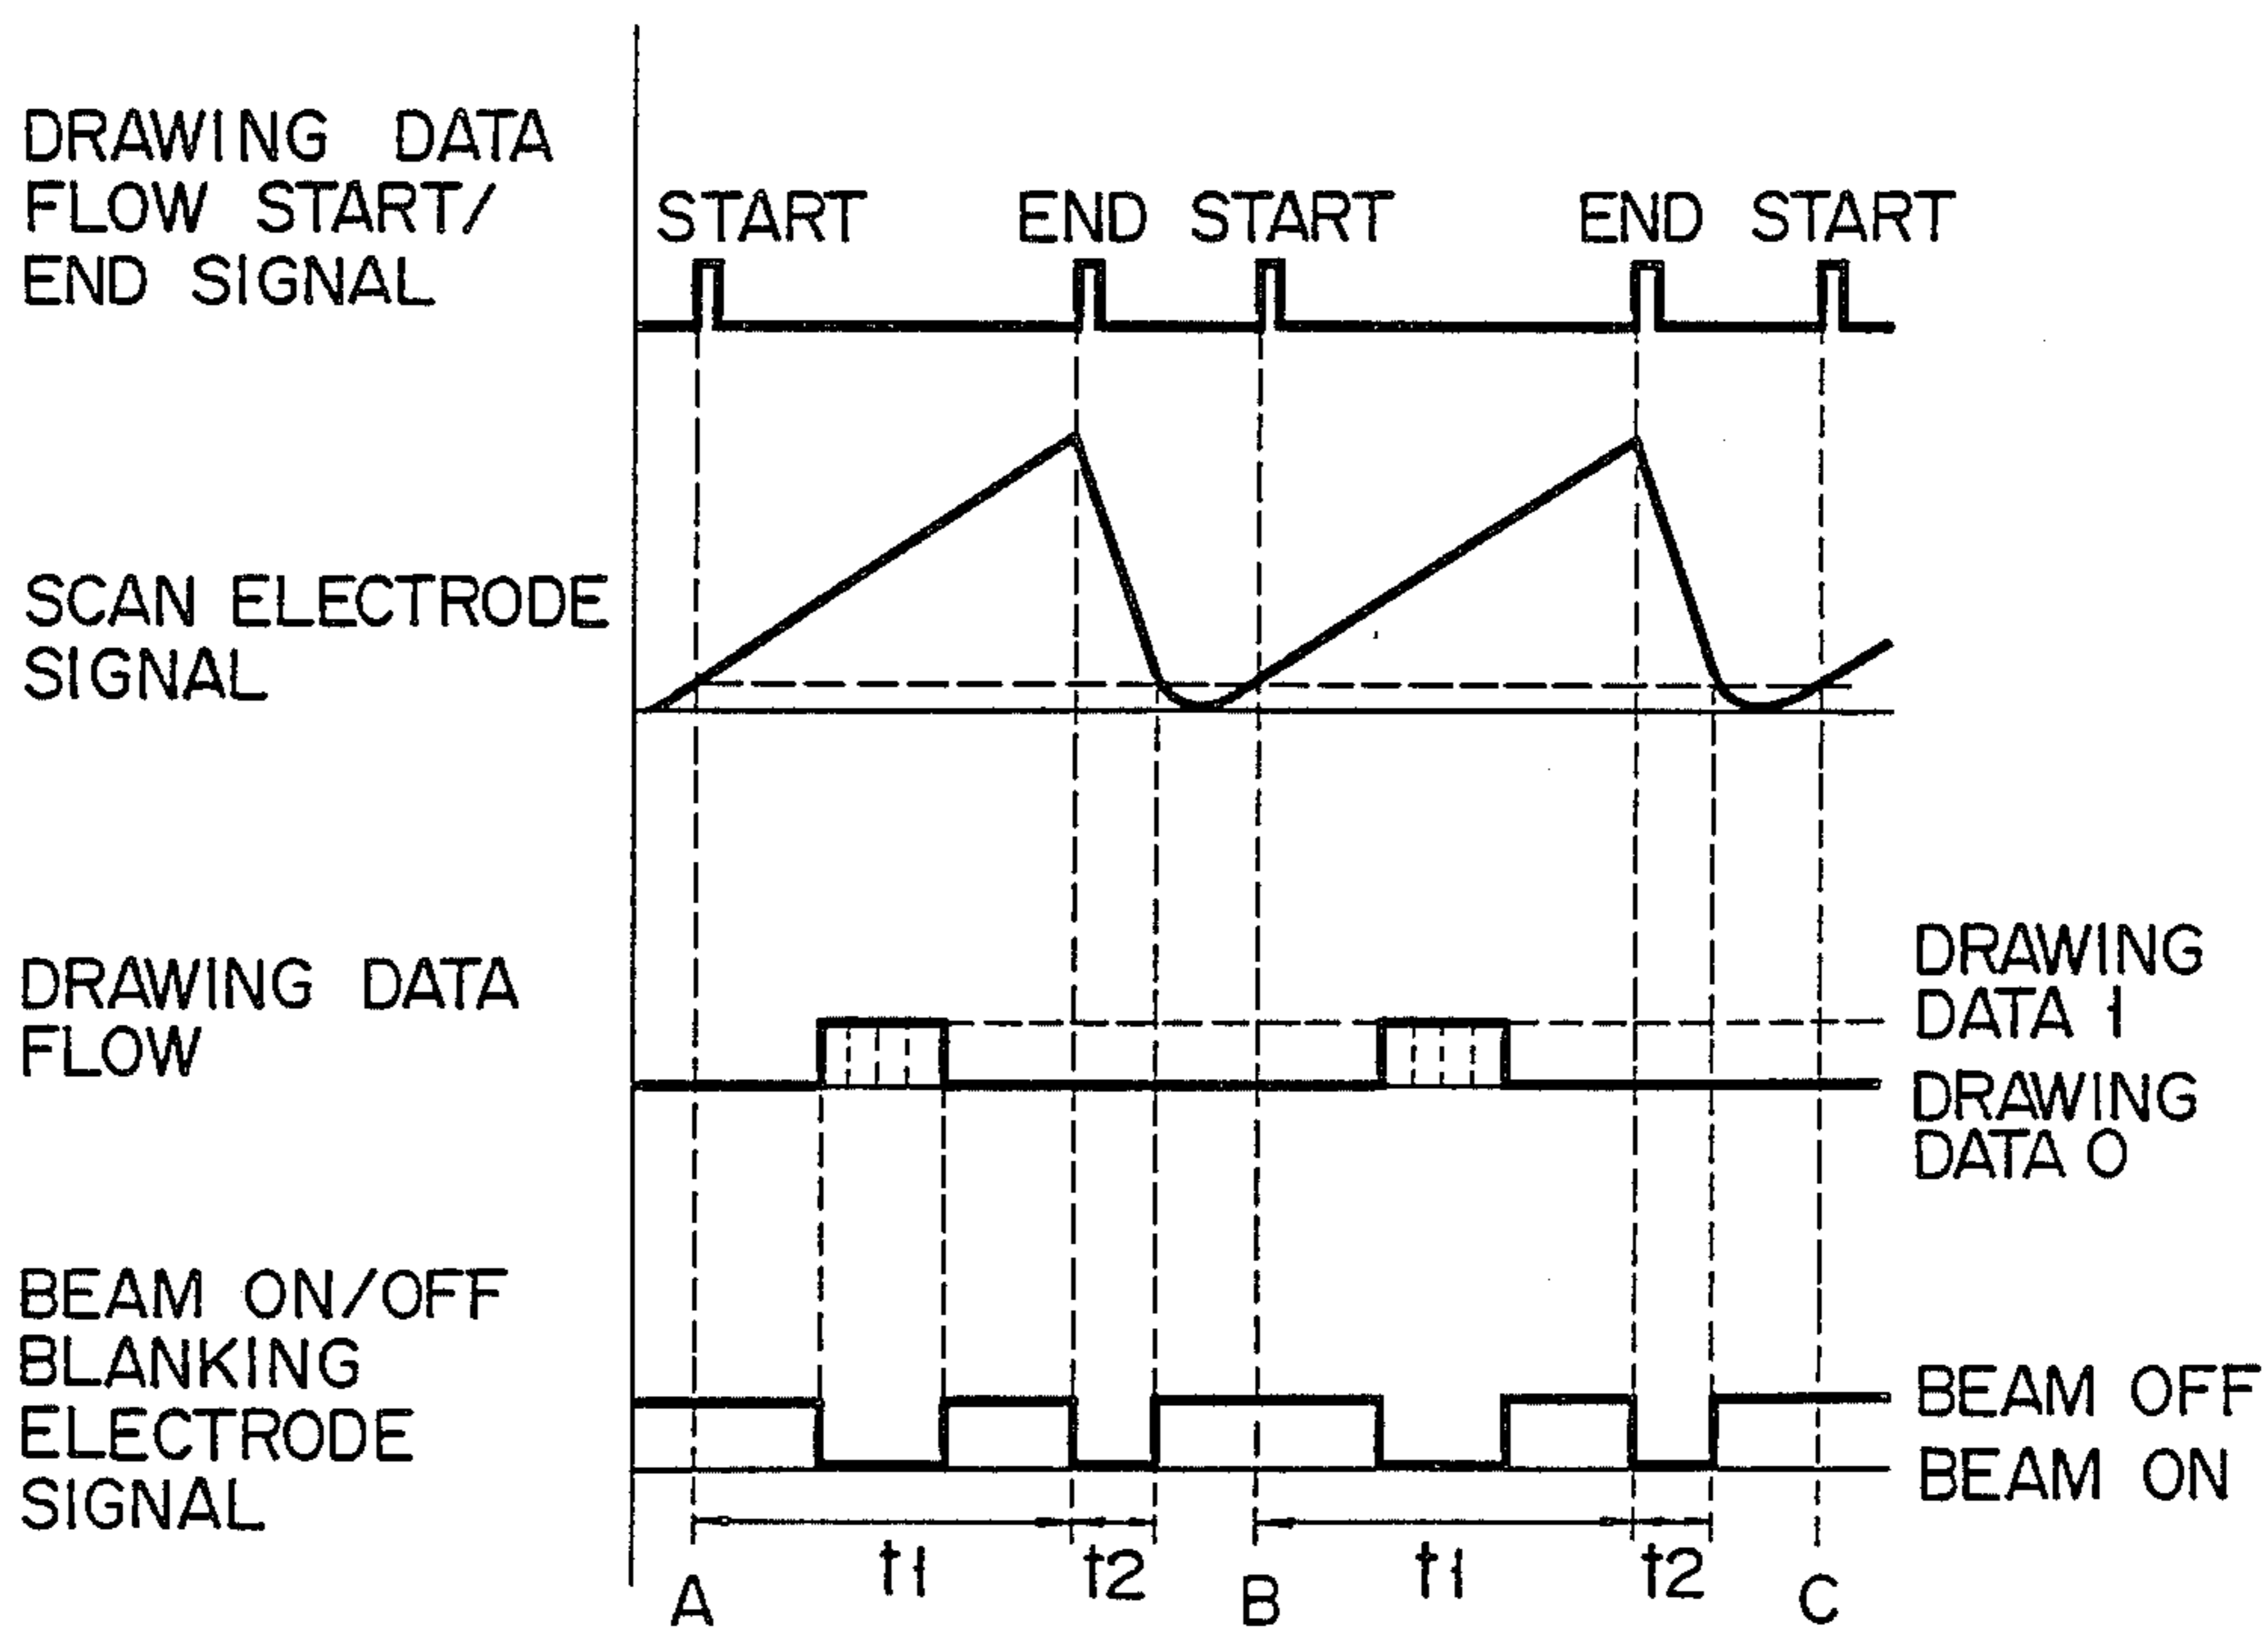 DRAWING DATA
FLOW START/
END SIGNAL
START END START END START
SCAN ELECTRODE
SIGNAL
DRAWING DATA
FLOW
DRAWING
DATA 1
DRAWING
DATA 0
BEAM ON/OFF
BLANKING
ELECTRODE
SIGNAL
BEAM OFF
BEAM ON
t1 t2 t1 t2
A B C